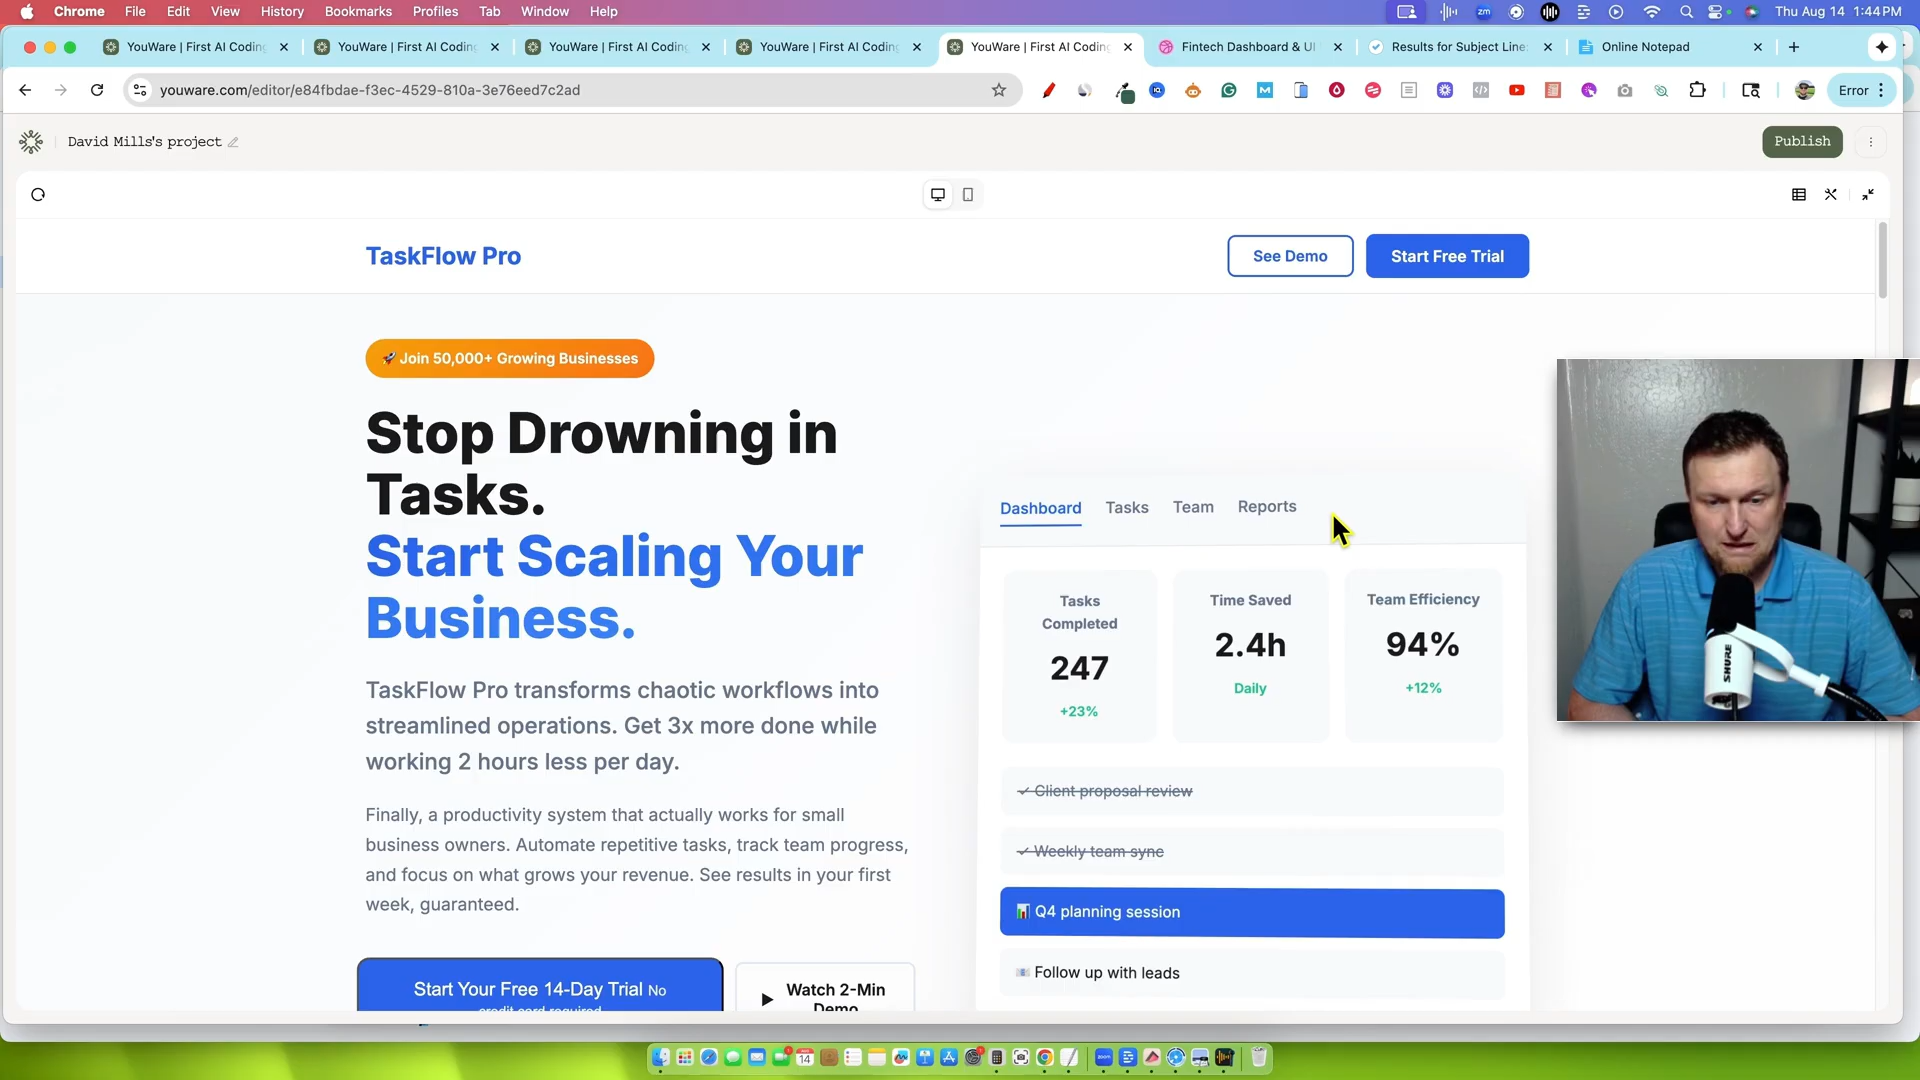 Chrome File Edit View History Bookmarks Profiles Tab Window Help
zm
Thu Aug 14 1:44 PM
YouWare | First AI Coding
YouWare | First AI Coding
YouWare | First AI Coding
YouWare | First AI Coding
YouWare | First AI Coding
Fintech Dashboard & UI
Results for Subject Line:
Online Notepad
youware.com/editor/e84fbdae-f3ec-4529-810a-3e76eed7c2ad
Error
David Mills's project
Publish
TaskFlow Pro
See Demo
Start Free Trial
🚀 Join 50,000+ Growing Businesses
Stop Drowning in
Tasks.
Start Scaling Your
Business.
TaskFlow Pro transforms chaotic workflows into
streamlined operations. Get 3x more done while
working 2 hours less per day.
Finally, a productivity system that actually works for small
business owners. Automate repetitive tasks, track team progress,
and focus on what grows your revenue. See results in your first
week, guaranteed.
Start Your Free 14-Day Trial No
credit card required
Watch 2-Min
Demo
Dashboard Tasks Team Reports
Tasks
Completed
247
+23%
Time Saved
2.4h
Daily
Team Efficiency
94%
+12%
✓ Client proposal review
✓ Weekly team sync
📊 Q4 planning session
📧 Follow up with leads
SHURE